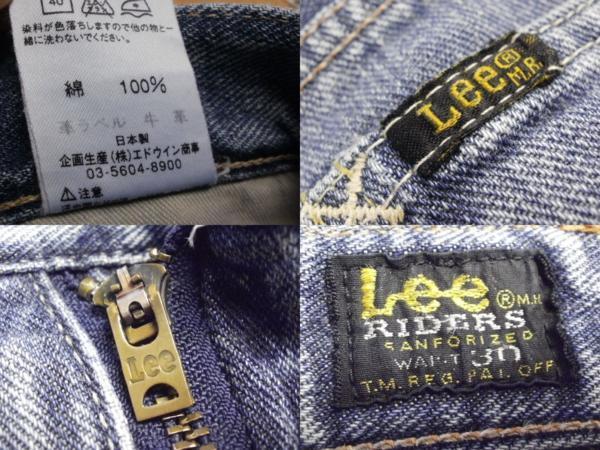 40
染料が色落ちしますので他の物と一
緒に洗わないでください。
綿 100%
革ラベル 牛革
日本製
企画生産(株)エドウイン商事
03-5604-8900
⚠注意
Lee® M.R.
Lee
Lee ® M.R.
RIDERS
SANFORIZED
WAIST 30
T.M. REG. PAT. OFF